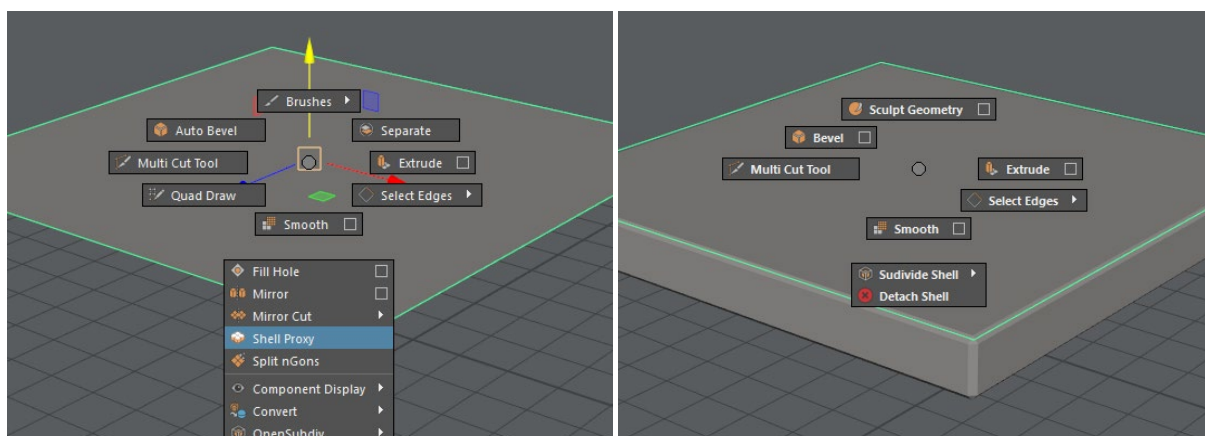 Brushes
Auto Bevel
Separate
Multi Cut Tool
Extrude
Quad Draw
Select Edges
Smooth
Fill Hole
Mirror
Mirror Cut
Shell Proxy
Split nGons
Component Display
Convert
OpenSubdiv
Sculpt Geometry
Bevel
Multi Cut Tool
Extrude
Select Edges
Smooth
Sudivide Shell
Detach Shell